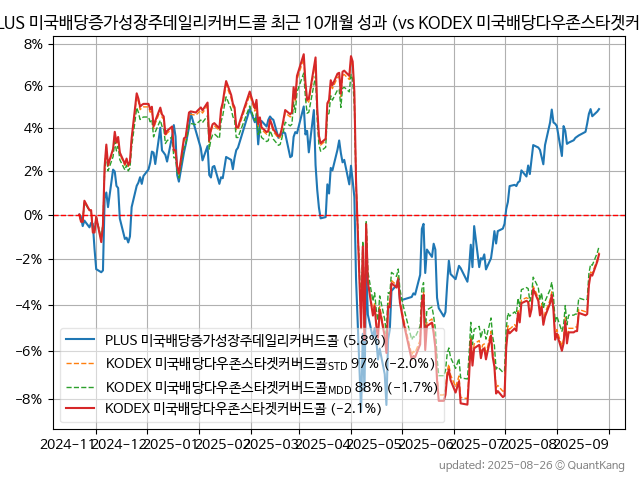 PLUS 미국배당증가성장주데일리커버드콜 최근 10개월 성과 (vs KODEX 미국배당다우존스타겟커버
8%
6%
4%
2%
0%
−2%
−4%
−6%
−8%
PLUS 미국배당증가성장주데일리커버드콜 (5.8%)
KODEX 미국배당다우존스타겟커버드콜STD 97% (−2.0%)
KODEX 미국배당다우존스타겟커버드콜MDD 88% (−1.7%)
KODEX 미국배당다우존스타겟커버드콜 (−2.1%)
2024-11 2024-12 2025-01 2025-02 2025-03 2025-04 2025-05 2025-06 2025-07 2025-08 2025-09
updated: 2025-08-26 © QuantKang